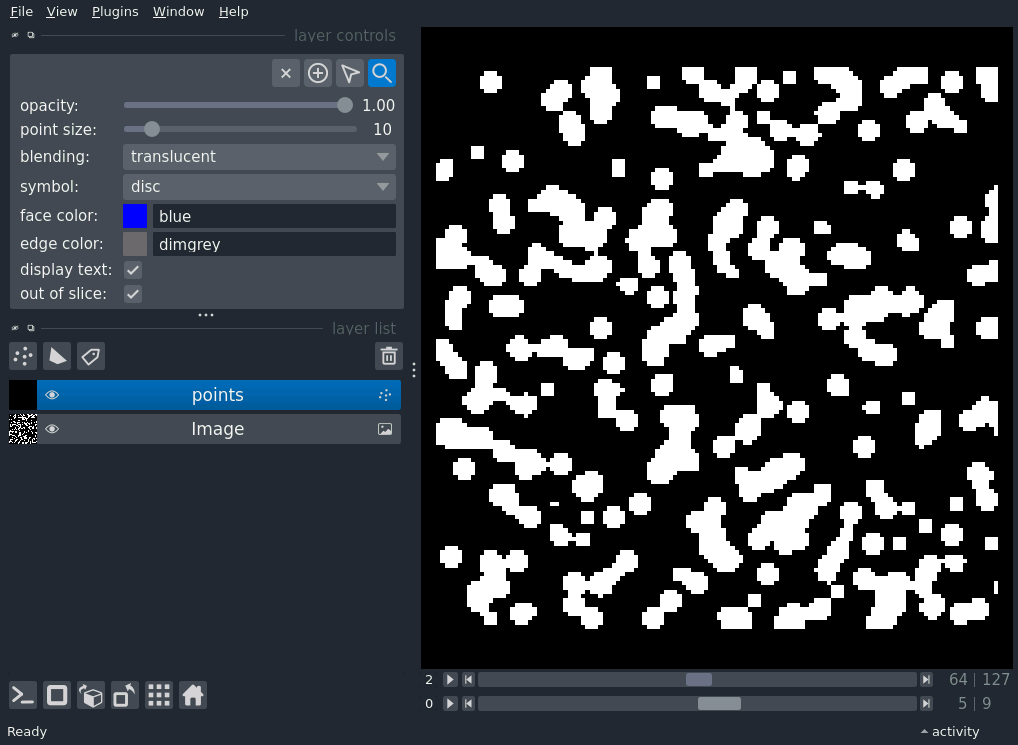 File View Plugins Window Help
layer controls
opacity: 1.00
point size: 10
blending: translucent
symbol: disc
face color: blue
edge color: dimgrey
display text:
out of slice:
layer list
points
Image
2 64 | 127
0 5 | 9
Ready activity